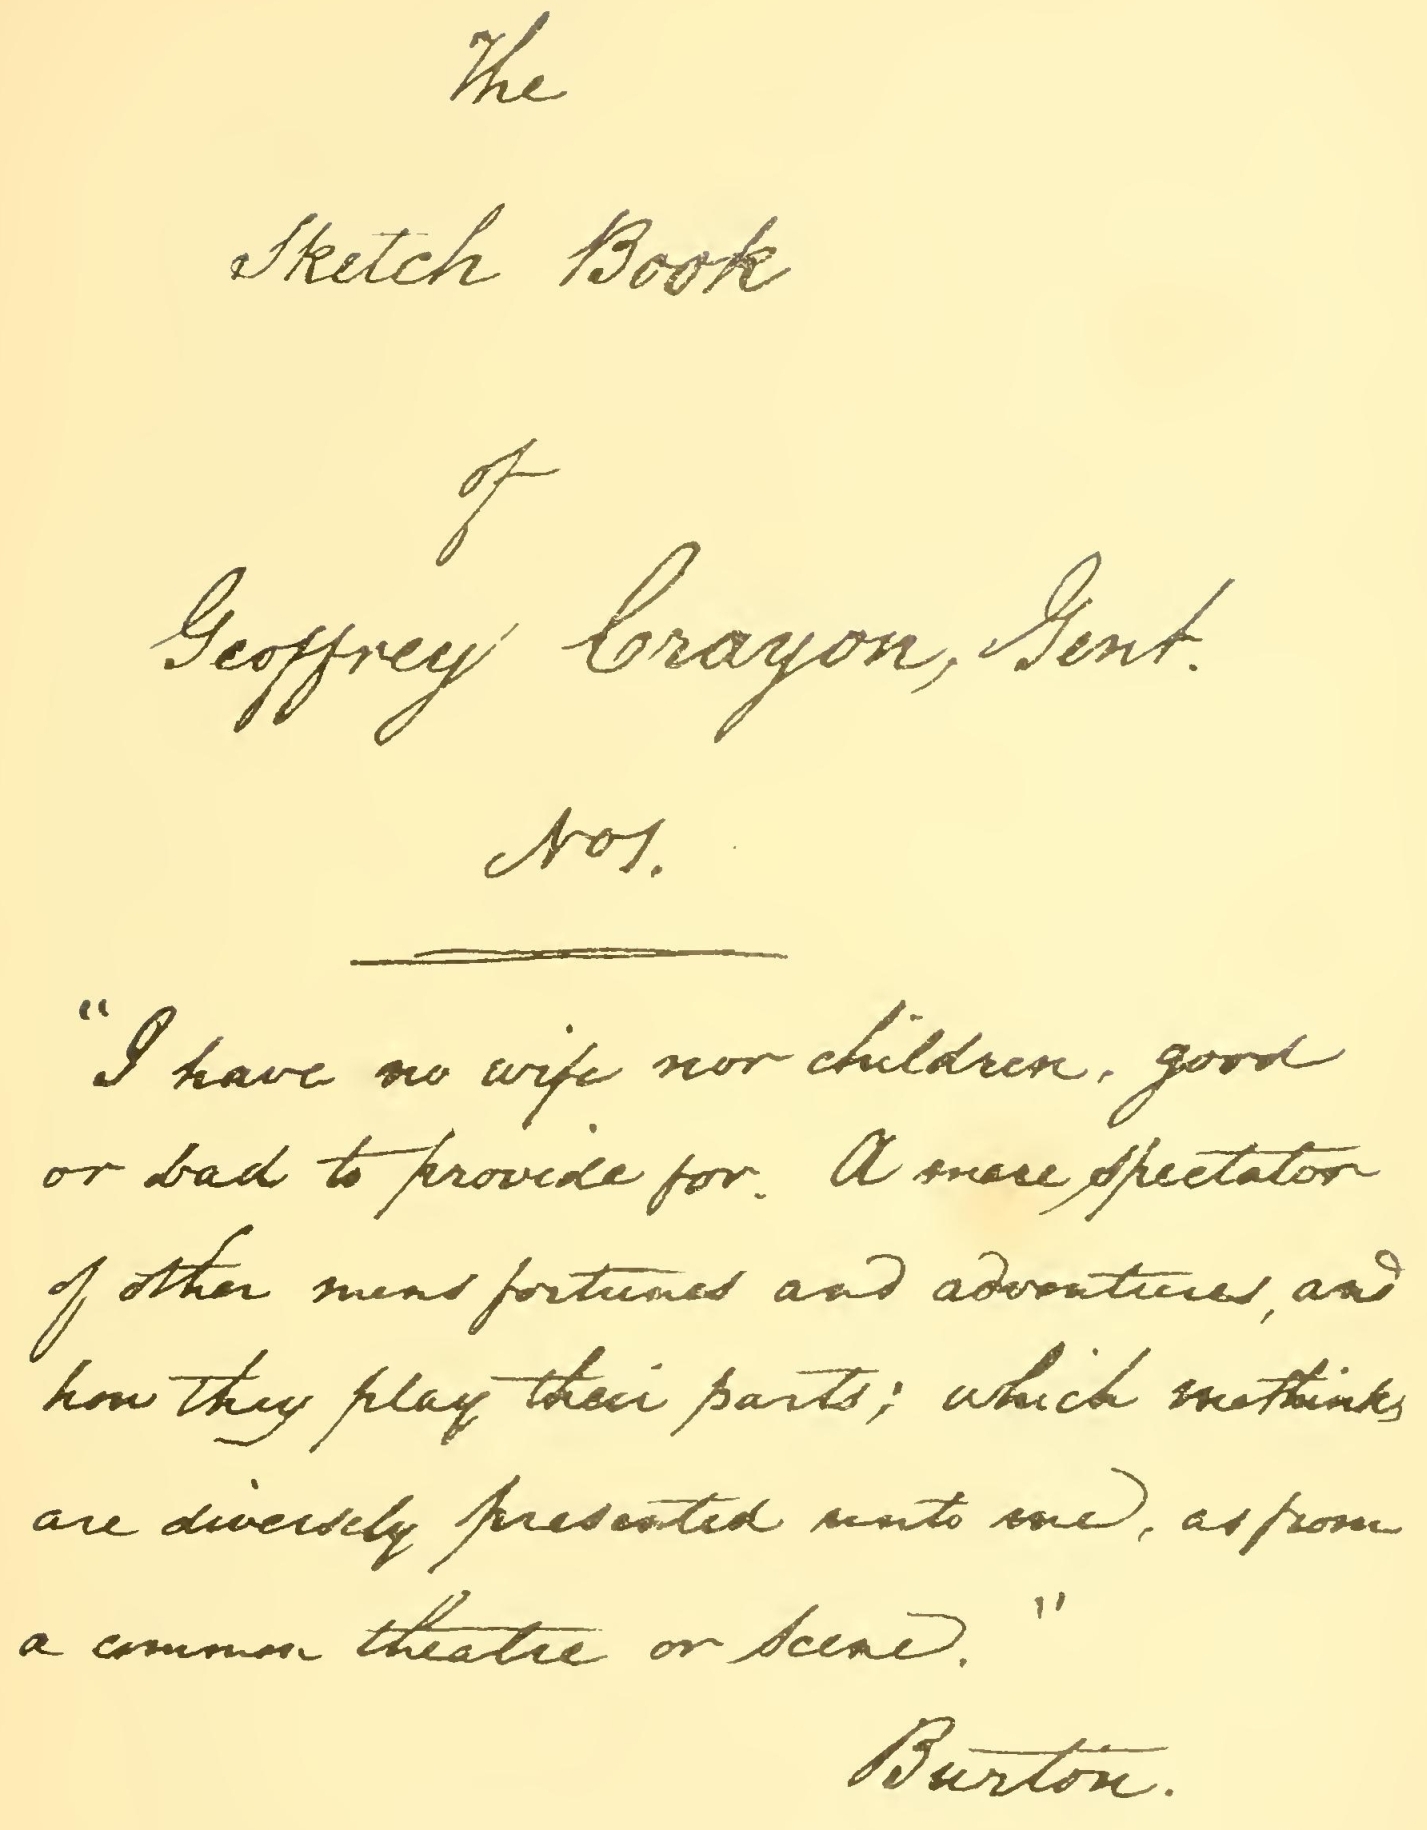 The
Sketch Book
of
Geoffrey Crayon, Gent.
Nos.
"I have no wife nor children, good
or bad to provide for. A mere spectator
of other mens fortunes and adventures, and
how they play their parts; which methinks
are diversely presented unto me, as from
a common theatre or scene."
Burton.